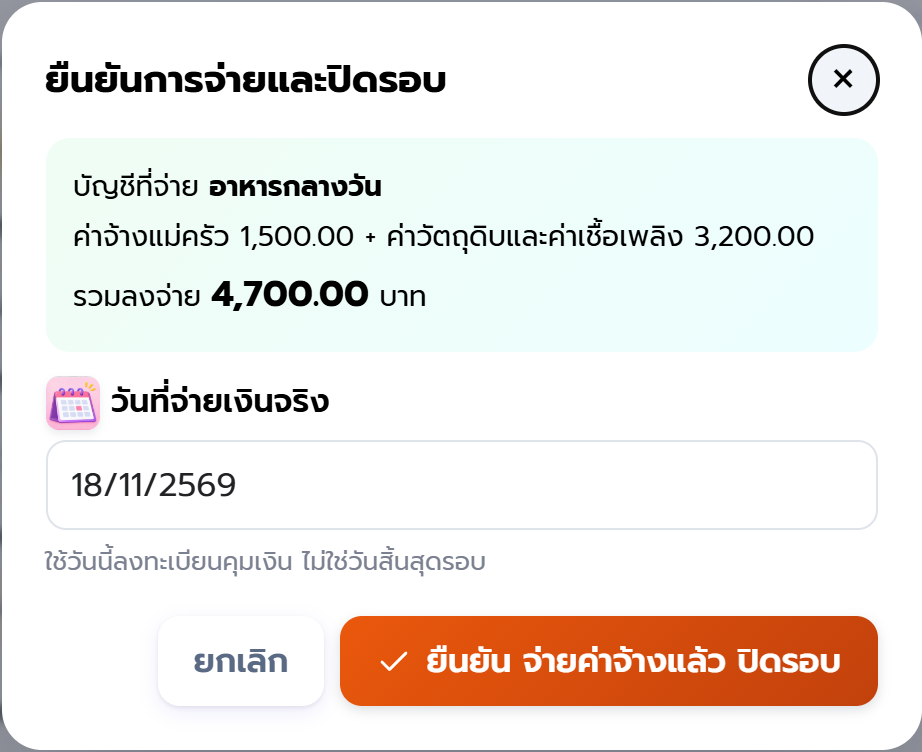 ยืนยันการจ่ายและปิดรอบ
บัญชีที่จ่าย อาหารกลางวัน
ค่าจ้างแม่ครัว 1,500.00 + ค่าวัตถุดิบและค่าเชื้อเพลิง 3,200.00
รวมลงจ่าย 4,700.00 บาท
วันที่จ่ายเงินจริง
18/11/2569
ใช้วันนี้ลงทะเบียนคุมเงิน ไม่ใช่วันสิ้นสุดรอบ
ยกเลิก
ยืนยัน จ่ายค่าจ้างแล้ว ปิดรอบ